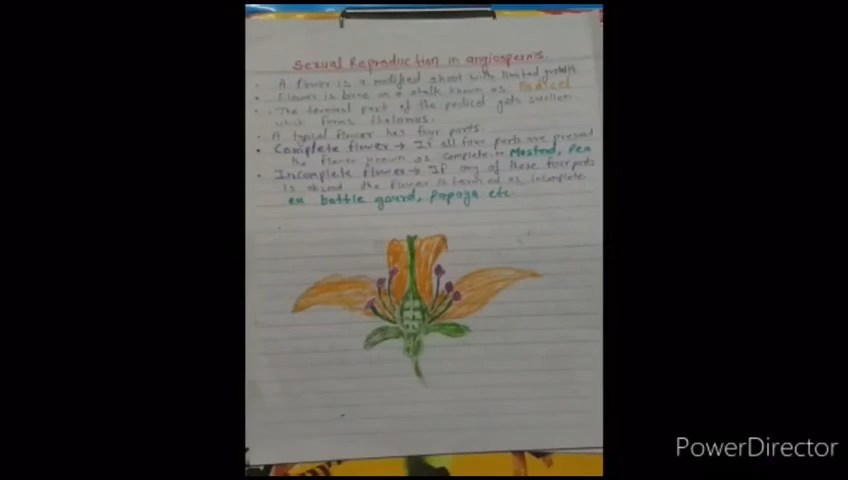 Sexual Reproduction in angiosperms.
A flower is a modified shoot with limited growth
Flower is borne on a stalk known as Pedicel
The terminal part of the pedicel gets swollen
which forms thalamus.
A typical flower has four parts.
Complete flower → If all four parts are present
the flower known as complete. Mustard, Pea
Incomplete flower → If any of these four parts
is absent the flower is termed as incomplete
bottle gourd, Papaya etc.
PowerDirector